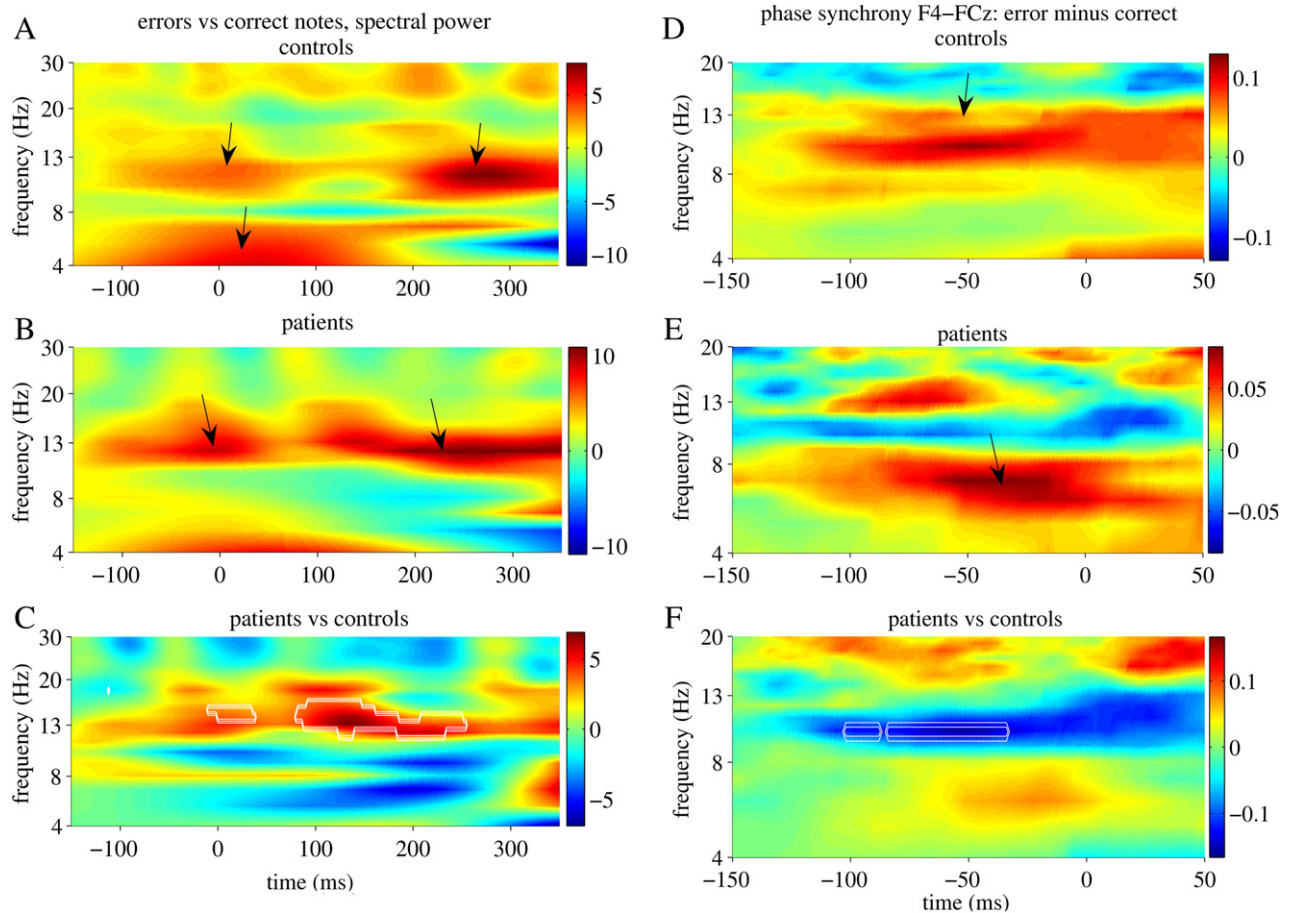 A
errors vs correct notes, spectral power
controls
frequency (Hz)
30
20
13
8
4
−100 0 100 200 300
5
0
−5
−10
B
patients
frequency (Hz)
30
20
13
8
4
−100 0 100 200 300
10
0
−10
C
patients vs controls
frequency (Hz)
30
20
13
8
4
−100 0 100 200 300
time (ms)
5
0
−5
D
phase synchrony F4−FCz: error minus correct
controls
frequency (Hz)
20
13
8
4
−150 −100 −50 0 50
0.1
0
−0.1
E
patients
frequency (Hz)
20
13
8
4
−150 −100 −50 0 50
0.05
0
−0.05
F
patients vs controls
frequency (Hz)
20
13
8
4
−150 −100 −50 0 50
time (ms)
0.1
0
−0.1